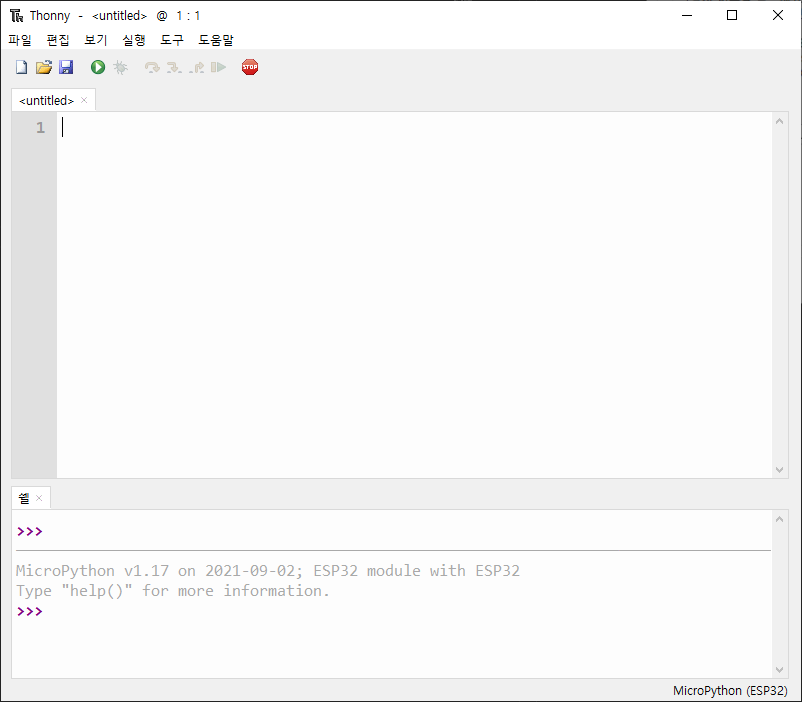 Thonny - <untitled> @ 1 : 1
파일 편집 보기 실행 도구 도움말
STOP
<untitled> ×
1
쉘 ×
>>>
MicroPython v1.17 on 2021-09-02; ESP32 module with ESP32
Type "help()" for more information.
>>>
MicroPython (ESP32)